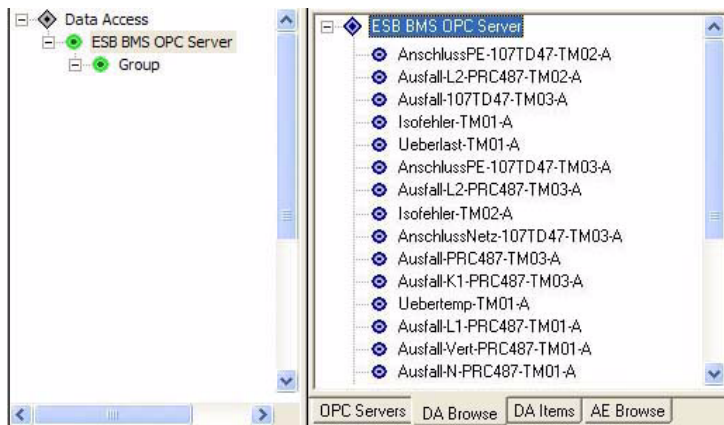 Data Access
ESB BMS OPC Server
Group
ESB BMS OPC Server
AnschlussPE-107TD47-TM02-A
Ausfall-L2-PRC487-TM02-A
Ausfall-107TD47-TM03-A
Isofehler-TM01-A
Ueberlast-TM01-A
AnschlussPE-107TD47-TM03-A
Ausfall-L2-PRC487-TM03-A
Isofehler-TM02-A
AnschlussNetz-107TD47-TM03-A
Ausfall-PRC487-TM03-A
Ausfall-K1-PRC487-TM03-A
Uebertemp-TM01-A
Ausfall-L1-PRC487-TM01-A
Ausfall-Vert-PRC487-TM01-A
Ausfall-N-PRC487-TM01-A
OPC Servers DA Browse DA Items AE Browse